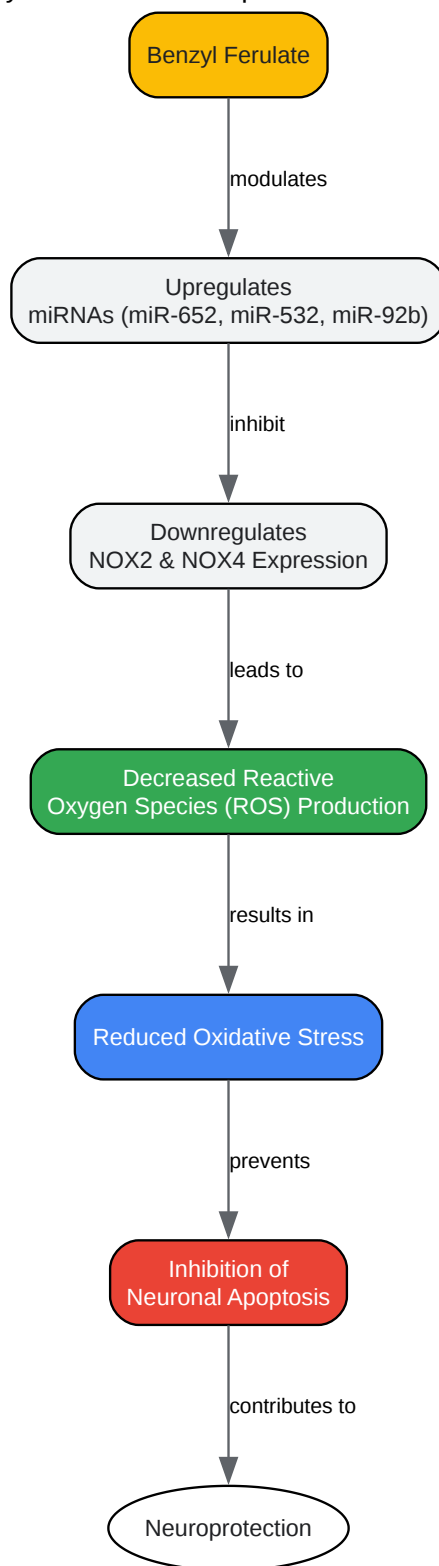 Benzyl Ferulate
modulates
Upregulates
miRNAs (miR-652, miR-532, miR-92b)
inhibit
Downregulates
NOX2 & NOX4 Expression
leads to
Decreased Reactive
Oxygen Species (ROS) Production
results in
Reduced Oxidative Stress
prevents
Inhibition of
Neuronal Apoptosis
contributes to
Neuroprotection